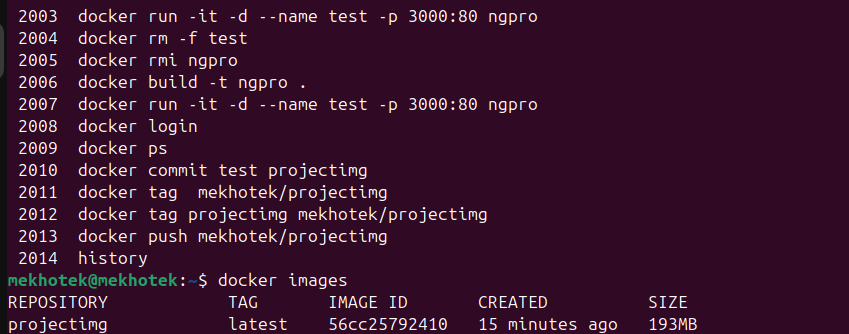 2003  docker run -it -d --name test -p 3000:80 ngpro
2004  docker rm -f test
2005  docker rmi ngpro
2006  docker build -t ngpro .
2007  docker run -it -d --name test -p 3000:80 ngpro
2008  docker login
2009  docker ps
2010  docker commit test projectimg
2011  docker tag  mekhotek/projectimg
2012  docker tag projectimg mekhotek/projectimg
2013  docker push mekhotek/projectimg
2014  history
mekhotek@mekhotek:~$ docker images
REPOSITORY            TAG       IMAGE ID       CREATED          SIZE
projectimg            latest    56cc25792410   15 minutes ago   193MB